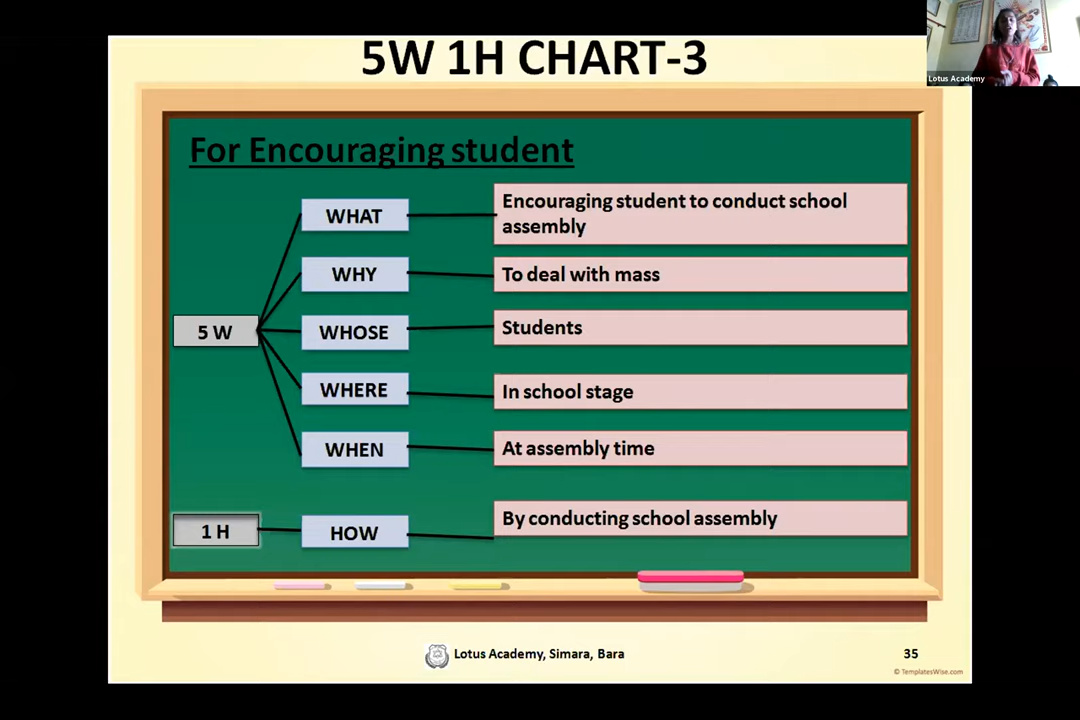 5W 1H CHART-3
Lotus Academy
For Encouraging student
WHAT
Encouraging student to conduct school
assembly
WHY
To deal with mass
5 W
WHOSE
Students
WHERE
In school stage
WHEN
At assembly time
1 H
HOW
By conducting school assembly
Lotus Academy, Simara, Bara
35
© TemplatesWise.com